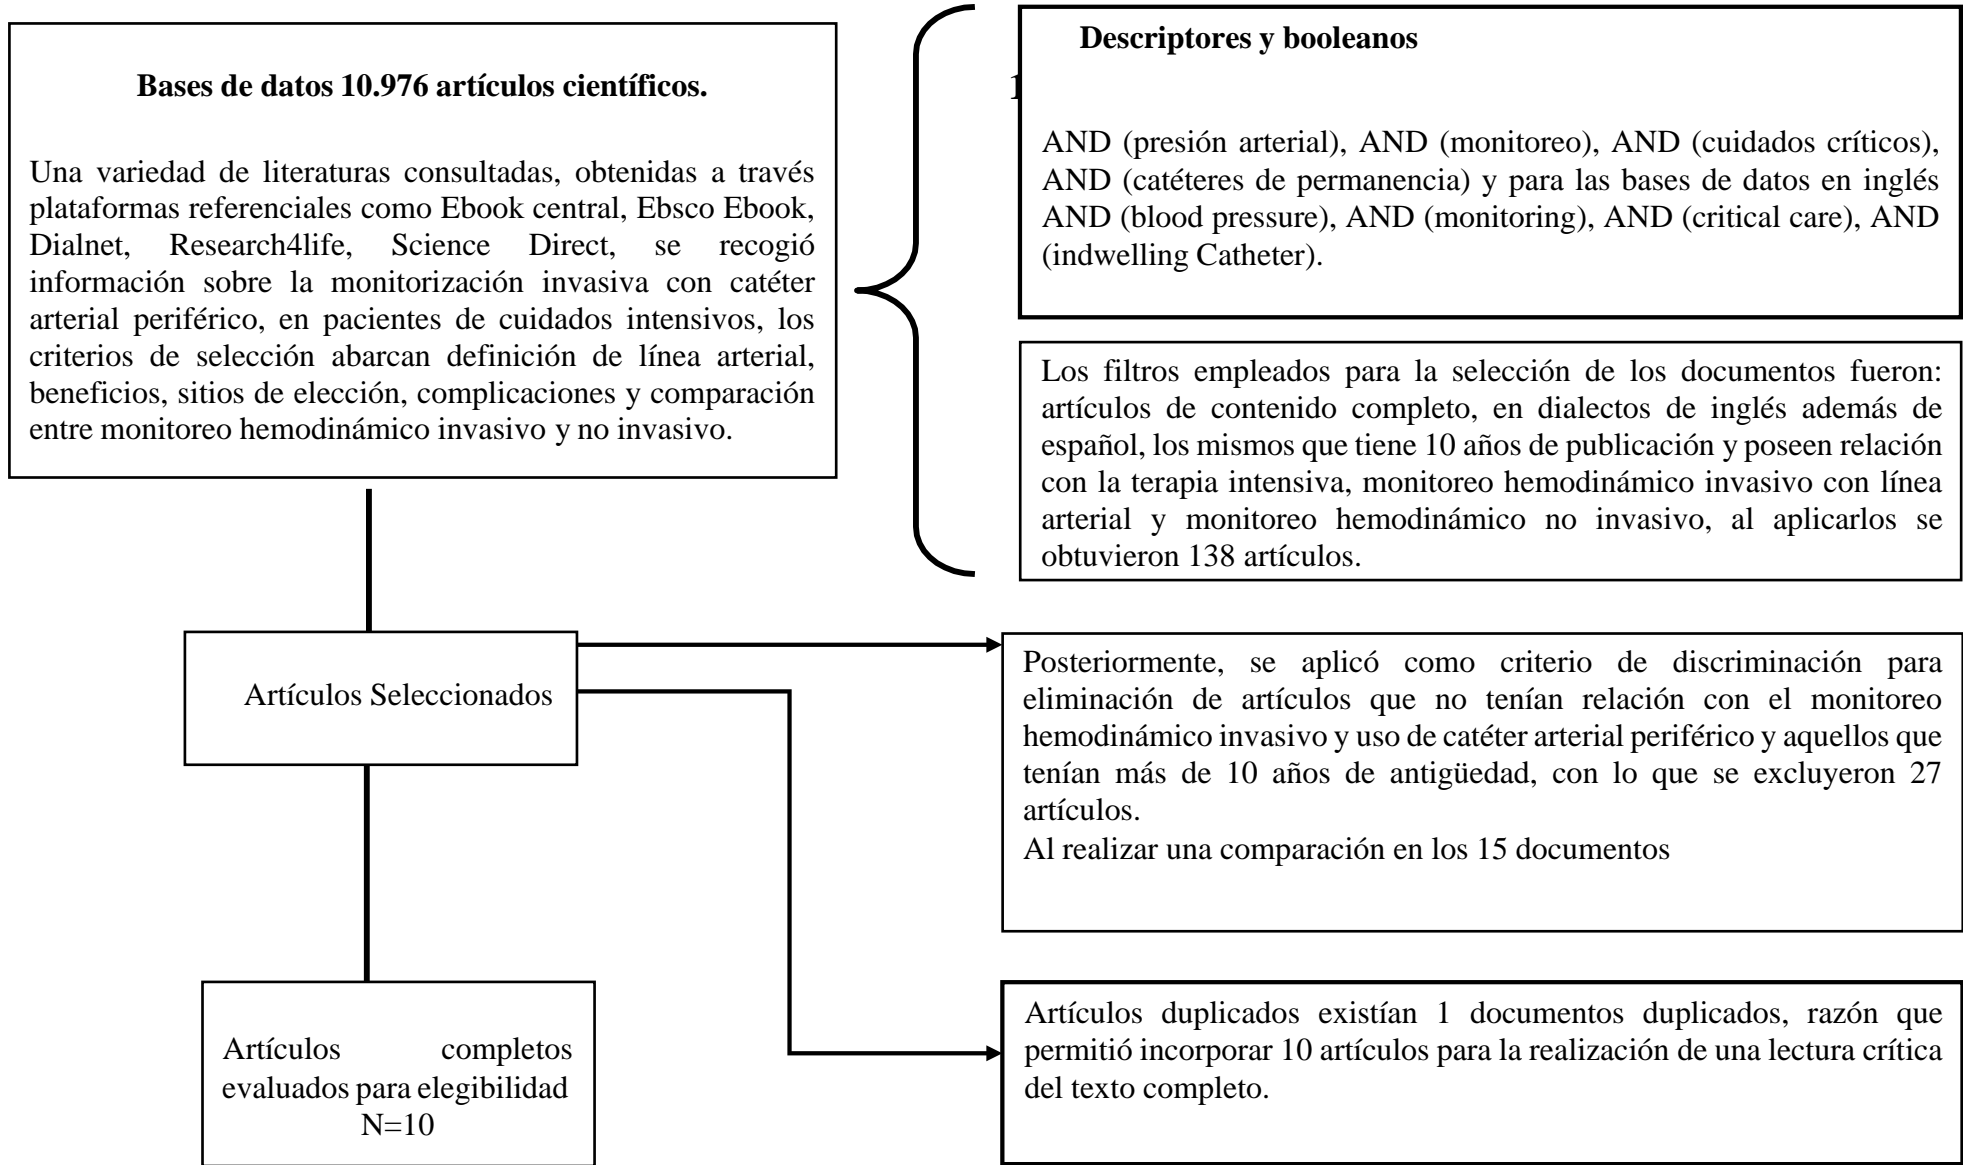 Bases de datos 10.976 artículos científicos.
Una variedad de literaturas consultadas, obtenidas a través
plataformas referenciales como Ebook central, Ebsco Ebook,
Dialnet, Research4life, Science Direct, se recogió
información sobre la monitorización invasiva con catéter
arterial periférico, en pacientes de cuidados intensivos, los
criterios de selección abarcan definición de línea arterial,
beneficios, sitios de elección, complicaciones y comparación
entre monitoreo hemodinámico invasivo y no invasivo.
Descriptores y booleanos
AND (presión arterial), AND (monitoreo), AND (cuidados críticos),
AND (catéteres de permanencia) y para las bases de datos en inglés
AND (blood pressure), AND (monitoring), AND (critical care), AND
(indwelling Catheter).
Los filtros empleados para la selección de los documentos fueron:
artículos de contenido completo, en dialectos de inglés además de
español, los mismos que tiene 10 años de publicación y poseen relación
con la terapia intensiva, monitoreo hemodinámico invasivo con línea
arterial y monitoreo hemodinámico no invasivo, al aplicarlos se
obtuvieron 138 artículos.
Artículos Seleccionados
Posteriormente, se aplicó como criterio de discriminación para
eliminación de artículos que no tenían relación con el monitoreo
hemodinámico invasivo y uso de catéter arterial periférico y aquellos que
tenían más de 10 años de antigüedad, con lo que se excluyeron 27
artículos.
Al realizar una comparación en los 15 documentos
Artículos completos
evaluados para elegibilidad
N=10
Artículos duplicados existían 1 documentos duplicados, razón que
permitió incorporar 10 artículos para la realización de una lectura crítica
del texto completo.